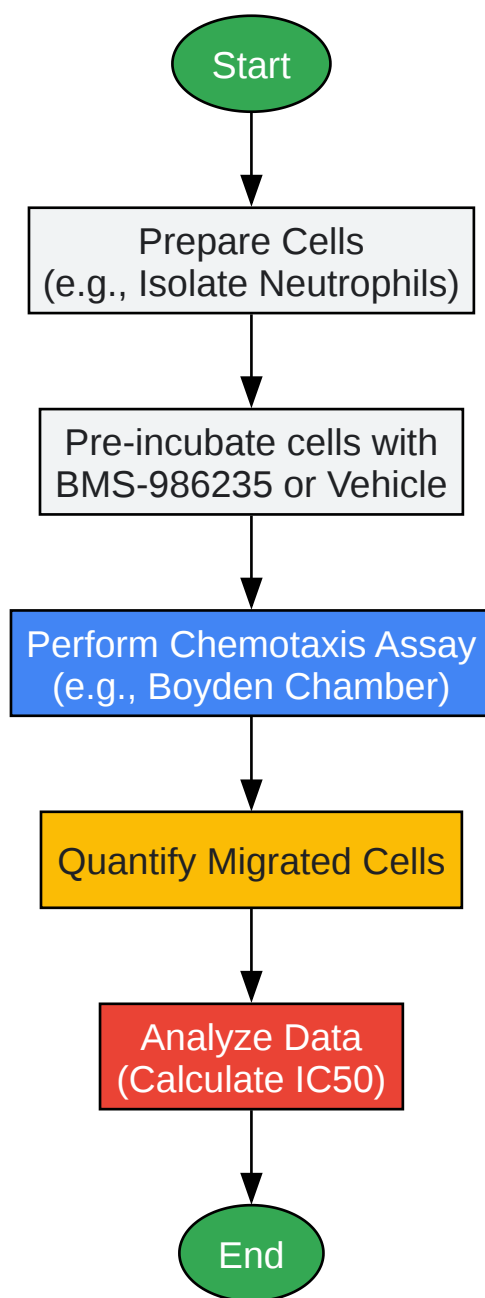 Start
Prepare Cells
(e.g., Isolate Neutrophils)
Pre-incubate cells with
BMS-986235 or Vehicle
Perform Chemotaxis Assay
(e.g., Boyden Chamber)
Quantify Migrated Cells
Analyze Data
(Calculate IC50)
End